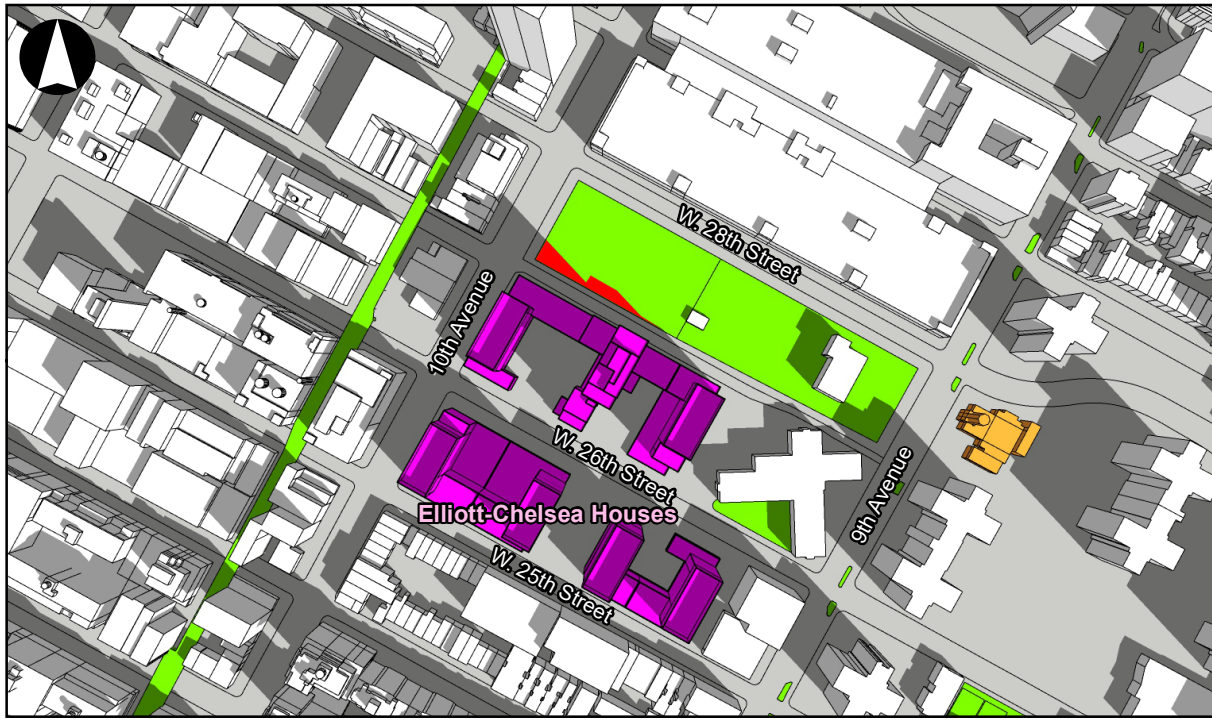 W. 28th Street
10th Avenue
W. 26th Street
9th Avenue
Elliott-Chelsea Houses
W. 25th Street